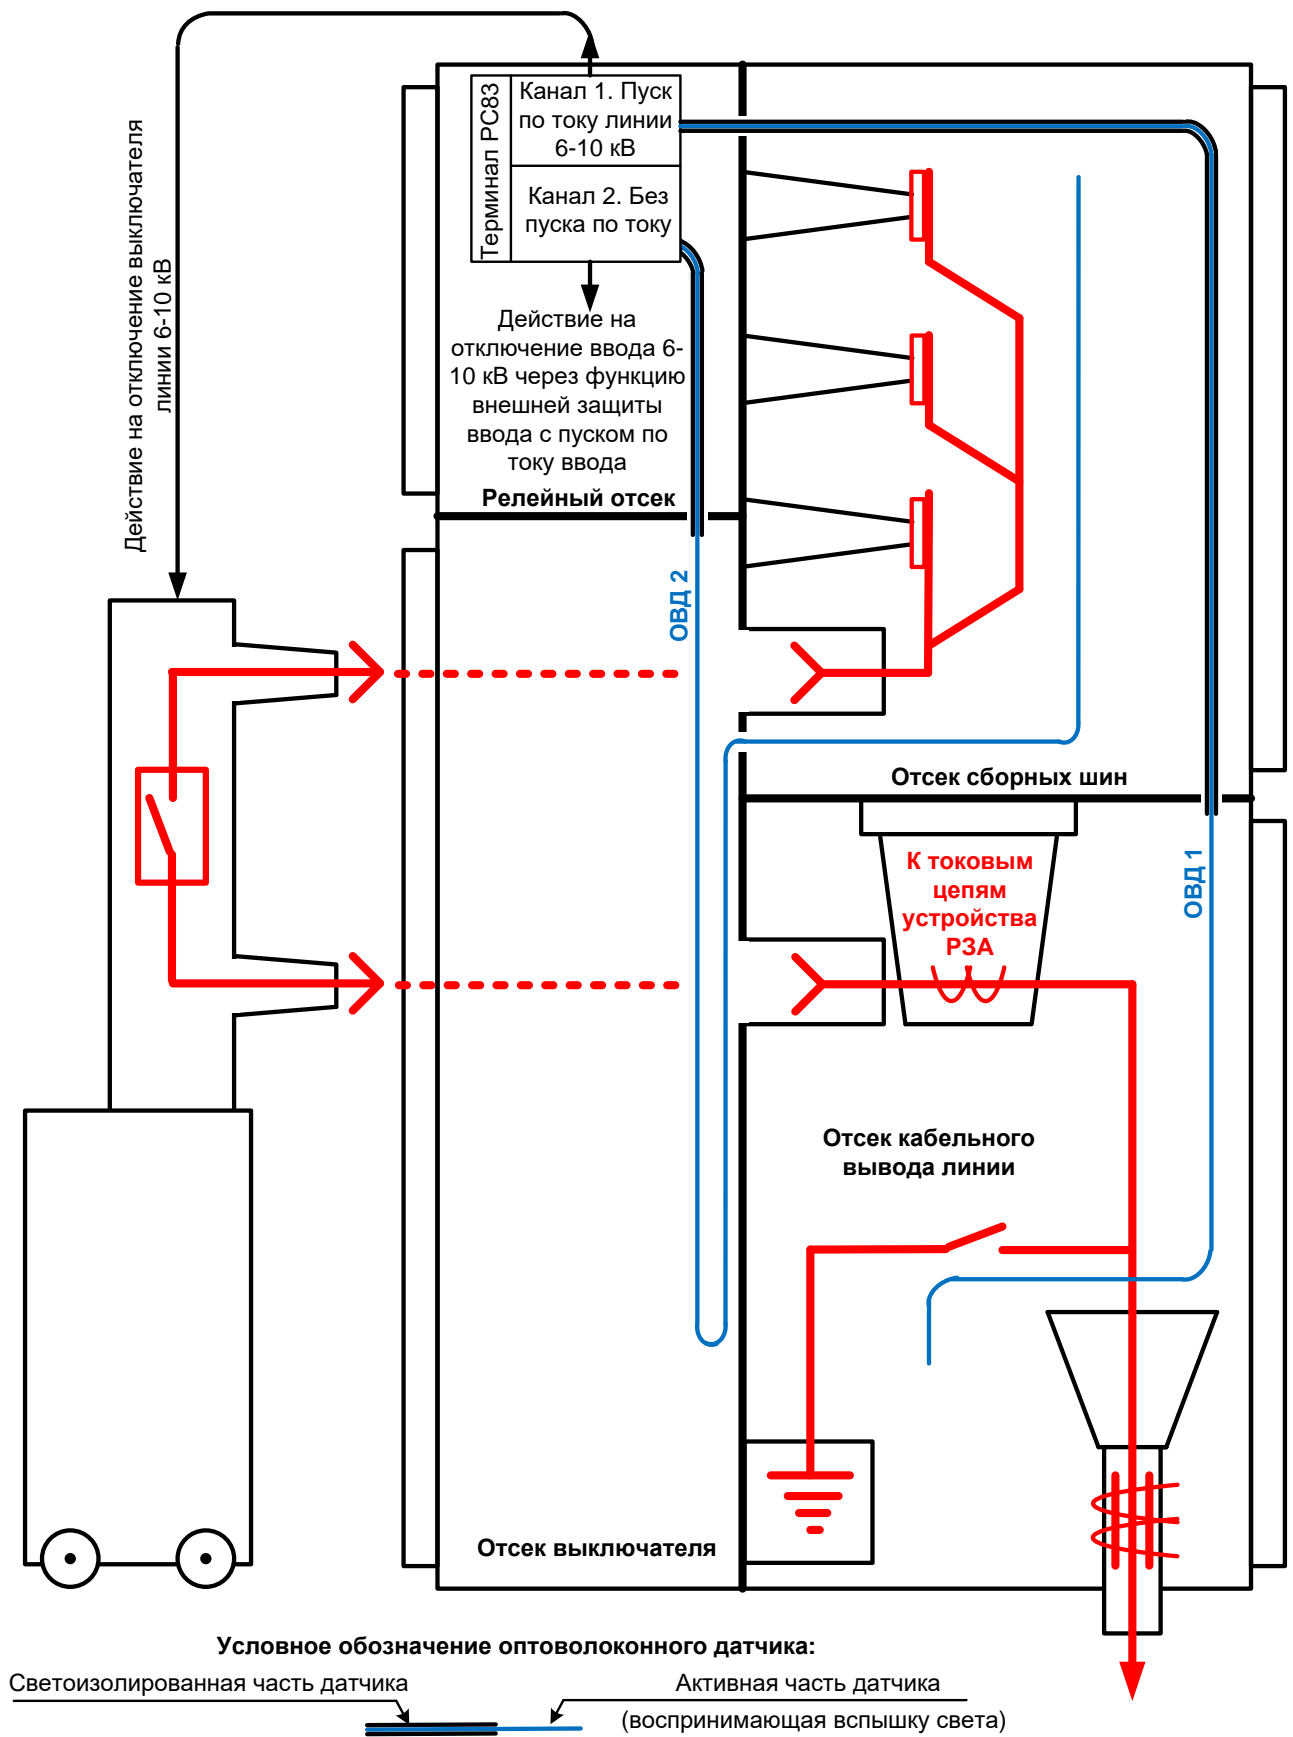 Действие на отключение выключателя
линии 6-10 кВ
Терминал РС83
Канал 1. Пуск
по току линии
6-10 кВ
Канал 2. Без
пуска по току
Действие на
отключение ввода 6-
10 кВ через функцию
внешней защиты
ввода с пуском по
току ввода
Релейный отсек
ОВД 2
Отсек сборных шин
К токовым
цепям
устройства
РЗА
ОВД 1
Отсек кабельного
вывода линии
Отсек выключателя
Условное обозначение оптоволоконного датчика:
Светоизолированная часть датчика
Активная часть датчика
(воспринимающая вспышку света)